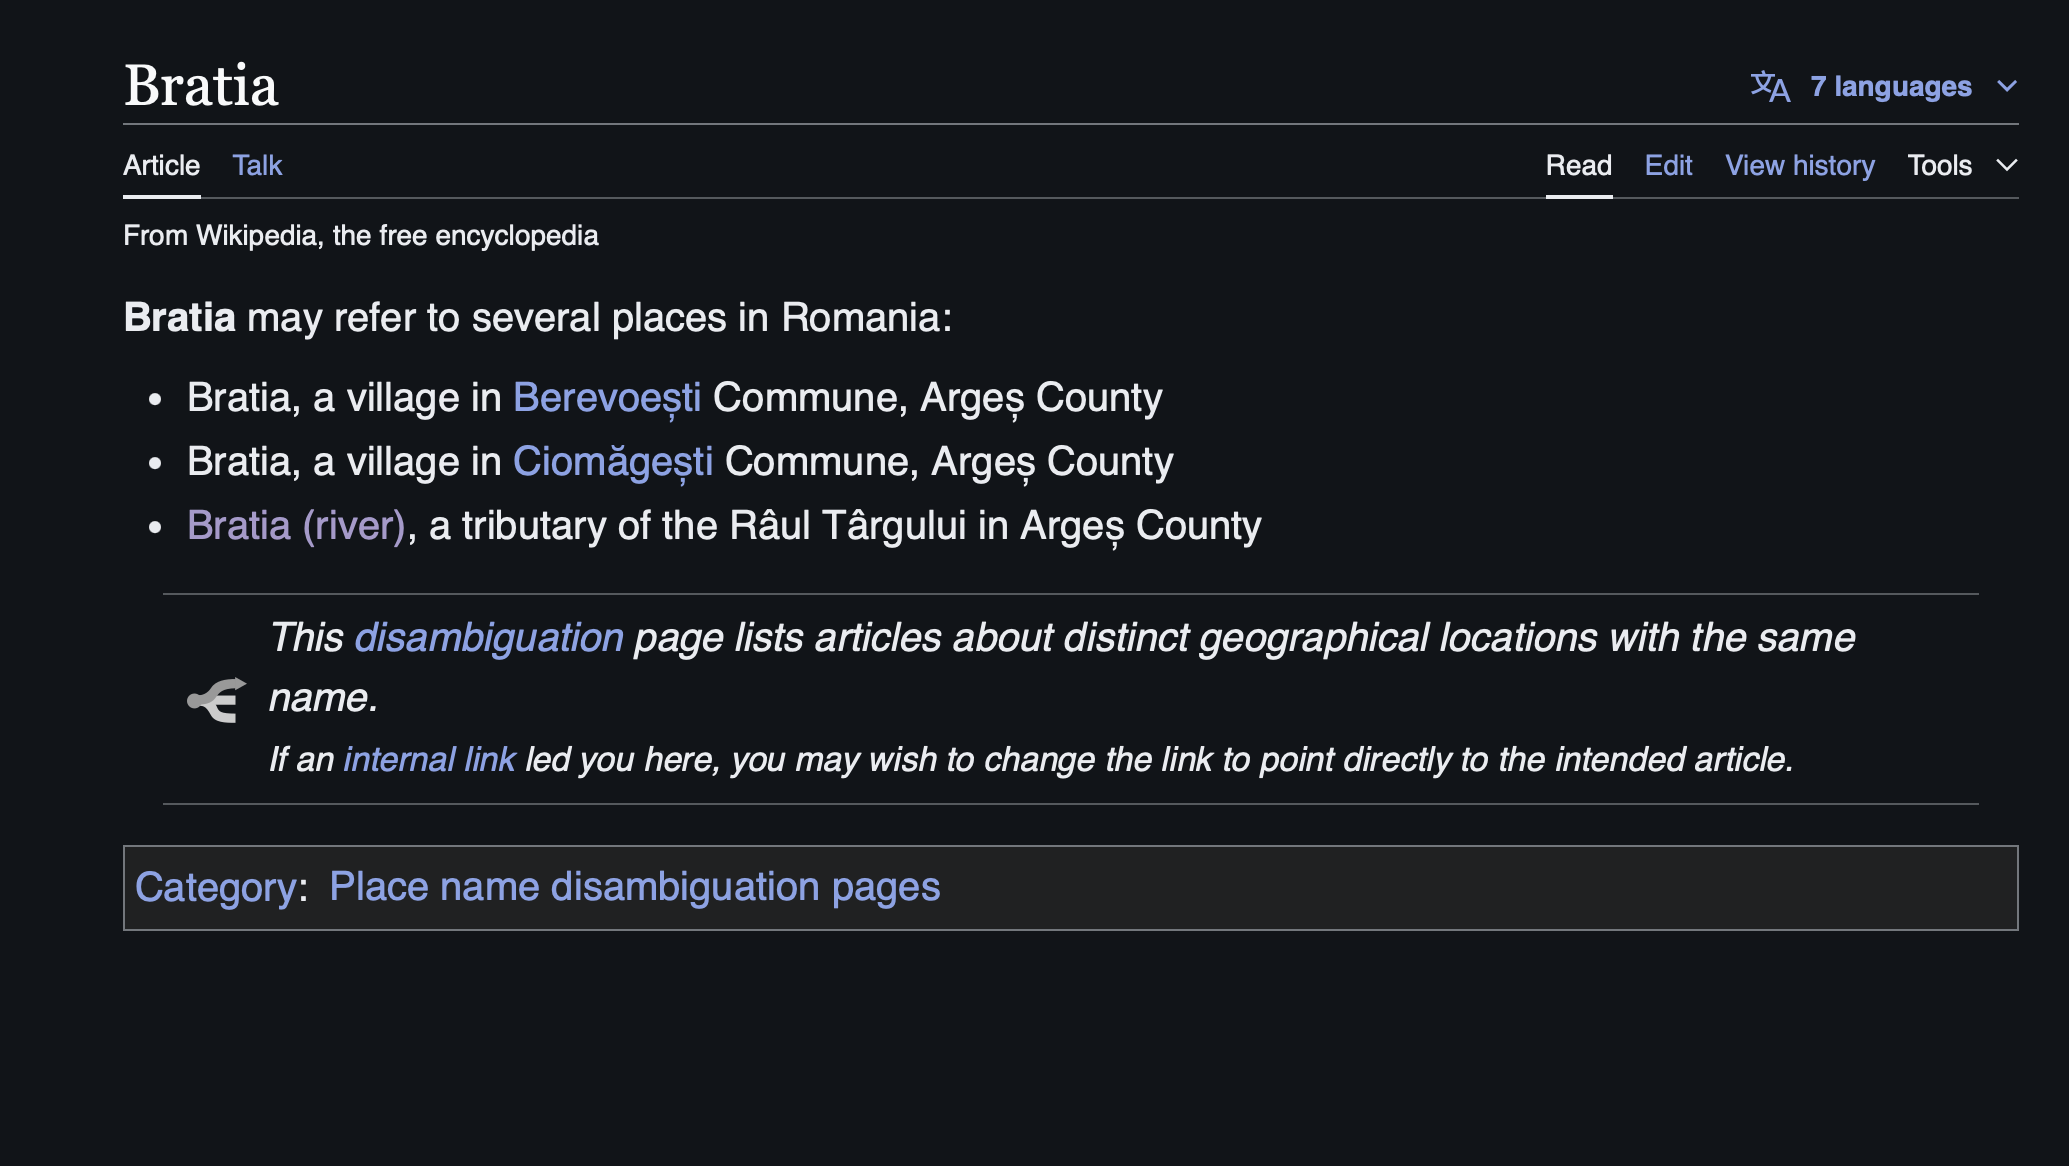 Bratia
文A 7 languages
Article Talk
Read Edit View history Tools
From Wikipedia, the free encyclopedia
Bratia may refer to several places in Romania:
• Bratia, a village in Berevoești Commune, Argeș County
• Bratia, a village in Ciomăgești Commune, Argeș County
• Bratia (river), a tributary of the Râul Târgului in Argeș County
This disambiguation page lists articles about distinct geographical locations with the same
name.
If an internal link led you here, you may wish to change the link to point directly to the intended article.
Category: Place name disambiguation pages